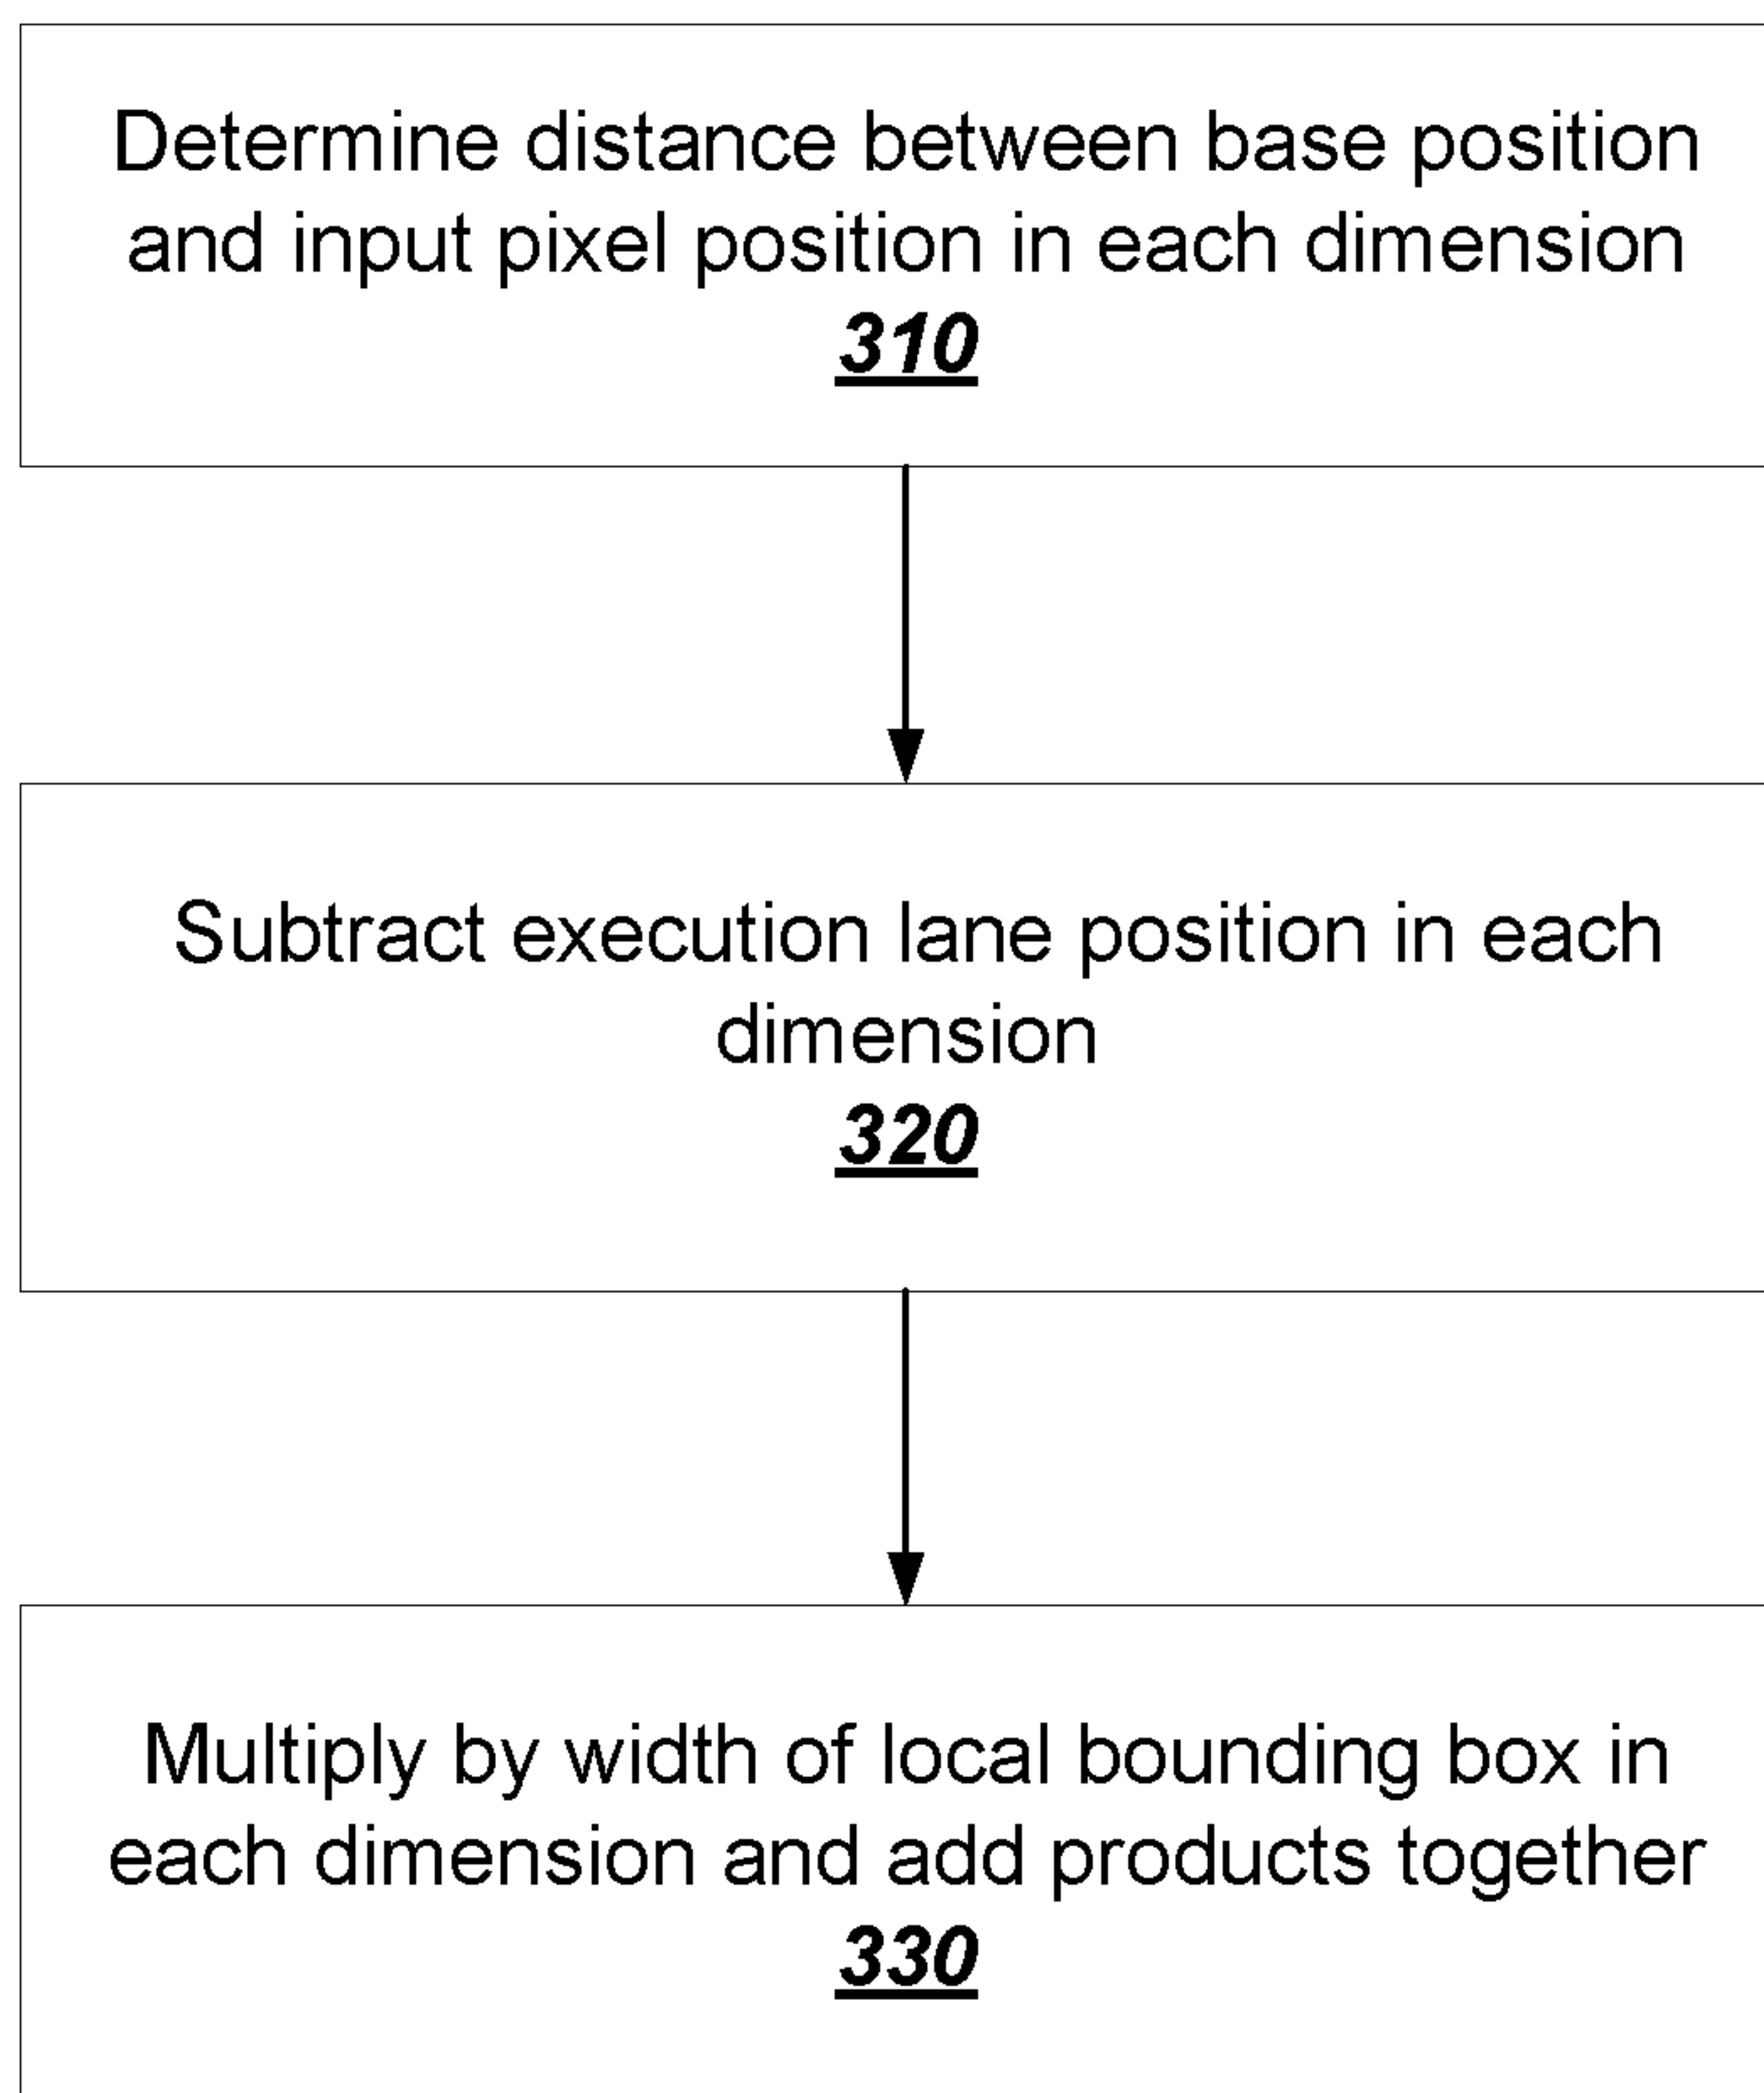 Determine distance between base position
and input pixel position in each dimension
310
Subtract execution lane position in each
dimension
320
Multiply by width of local bounding box in
each dimension and add products together
330